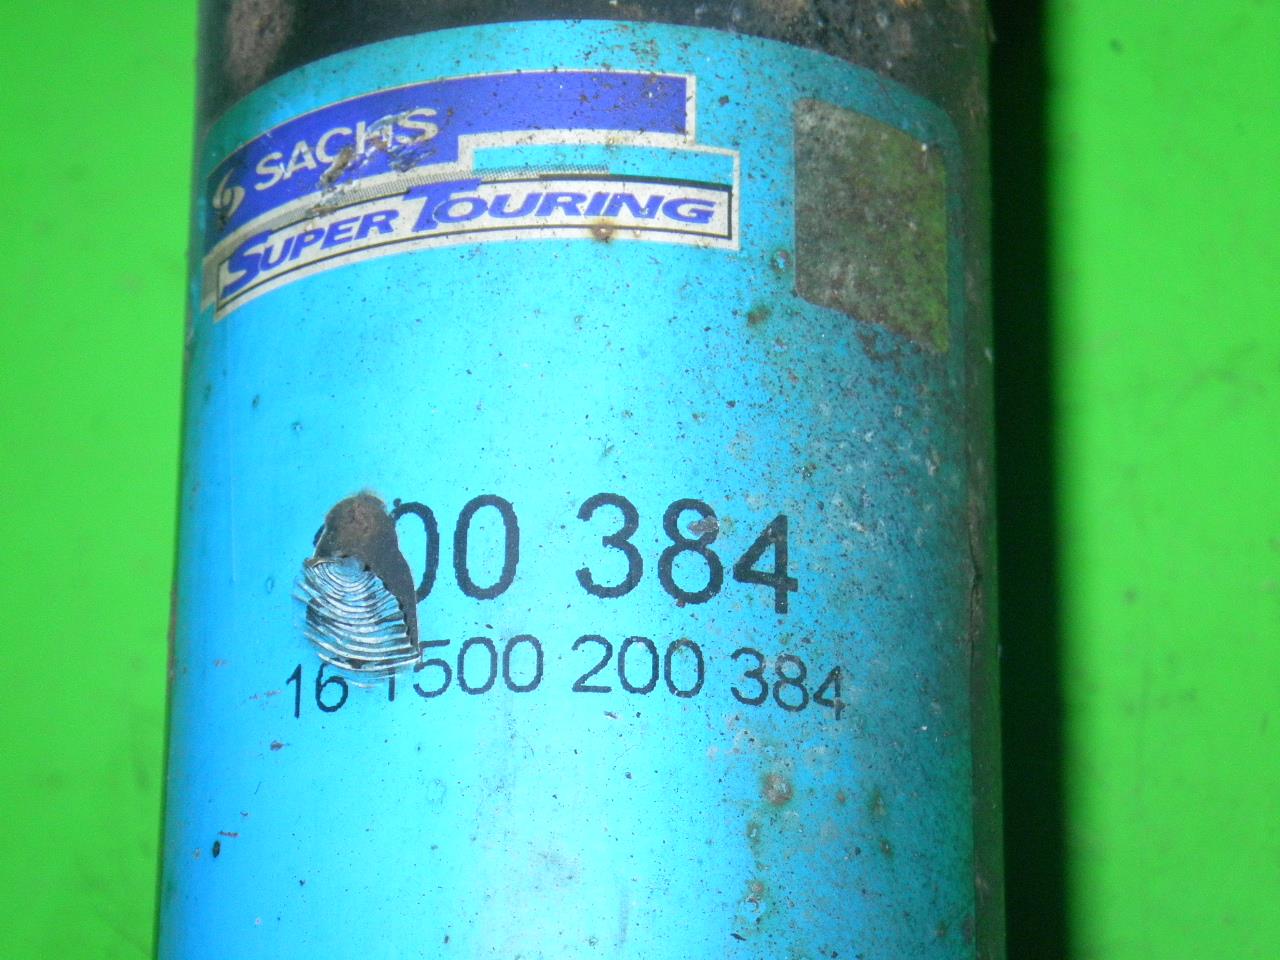 SACHS
SUPER TOURING
00 384
16 1500 200 384